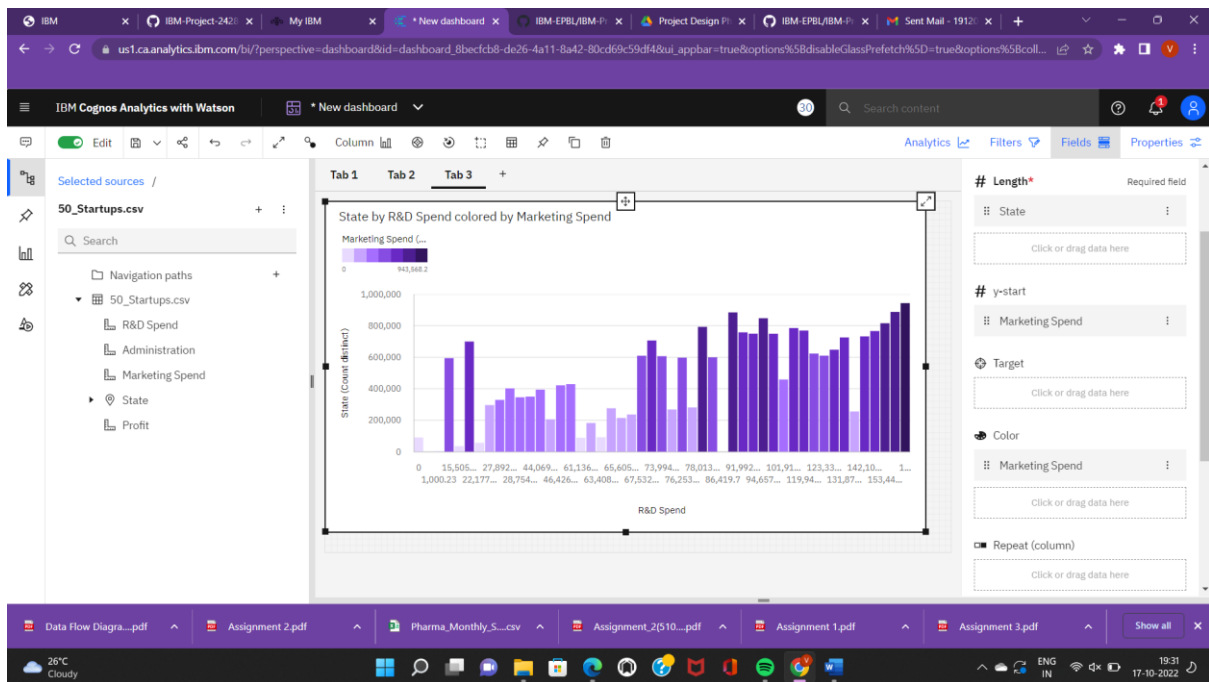 IBM
IBM-Project-2428
My IBM
* New dashboard
IBM-EPBL/IBM-Pr
Project Design Ph
IBM-EPBL/IBM-Pr
Sent Mail - 1912
us1.ca.analytics.ibm.com/bi/?perspective=dashboard&id=dashboard_8becfcb8-de26-4a11-8a42-80cd69c59df4&ui_appbar=true&options%5BdisableGlassPrefetch%5D=true&options%5Bcoll...
V
IBM Cognos Analytics with Watson
* New dashboard
30
Search content
1
Edit
Column
Analytics
Filters
Fields
Properties
Selected sources /
50_Startups.csv
Search
Navigation paths
50_Startups.csv
R&D Spend
Administration
Marketing Spend
State
Profit
Tab 1 Tab 2 Tab 3 +
State by R&D Spend colored by Marketing Spend
Marketing Spend (...
0 943,568.2
1,000,000
800,000
600,000
400,000
200,000
0
State (Count distinct)
0 15,505... 27,892... 44,069... 61,136... 65,605... 73,994... 78,013... 91,992... 101,91... 123,33... 142,10... 1...
1,000.23 22,177... 28,754... 46,426... 63,408... 67,532... 76,253... 86,419.7 94,657... 119,94... 131,87... 153,44...
R&D Spend
# Length* Required field
State
Click or drag data here
# y-start
Marketing Spend
Target
Click or drag data here
Color
Marketing Spend
Click or drag data here
Repeat (column)
Click or drag data here
Data Flow Diagra....pdf
Assignment 2.pdf
Pharma_Monthly_S....csv
Assignment_2(510....pdf
Assignment 1.pdf
Assignment 3.pdf
Show all
26°C
Cloudy
ENG
IN
19:31
17-10-2022